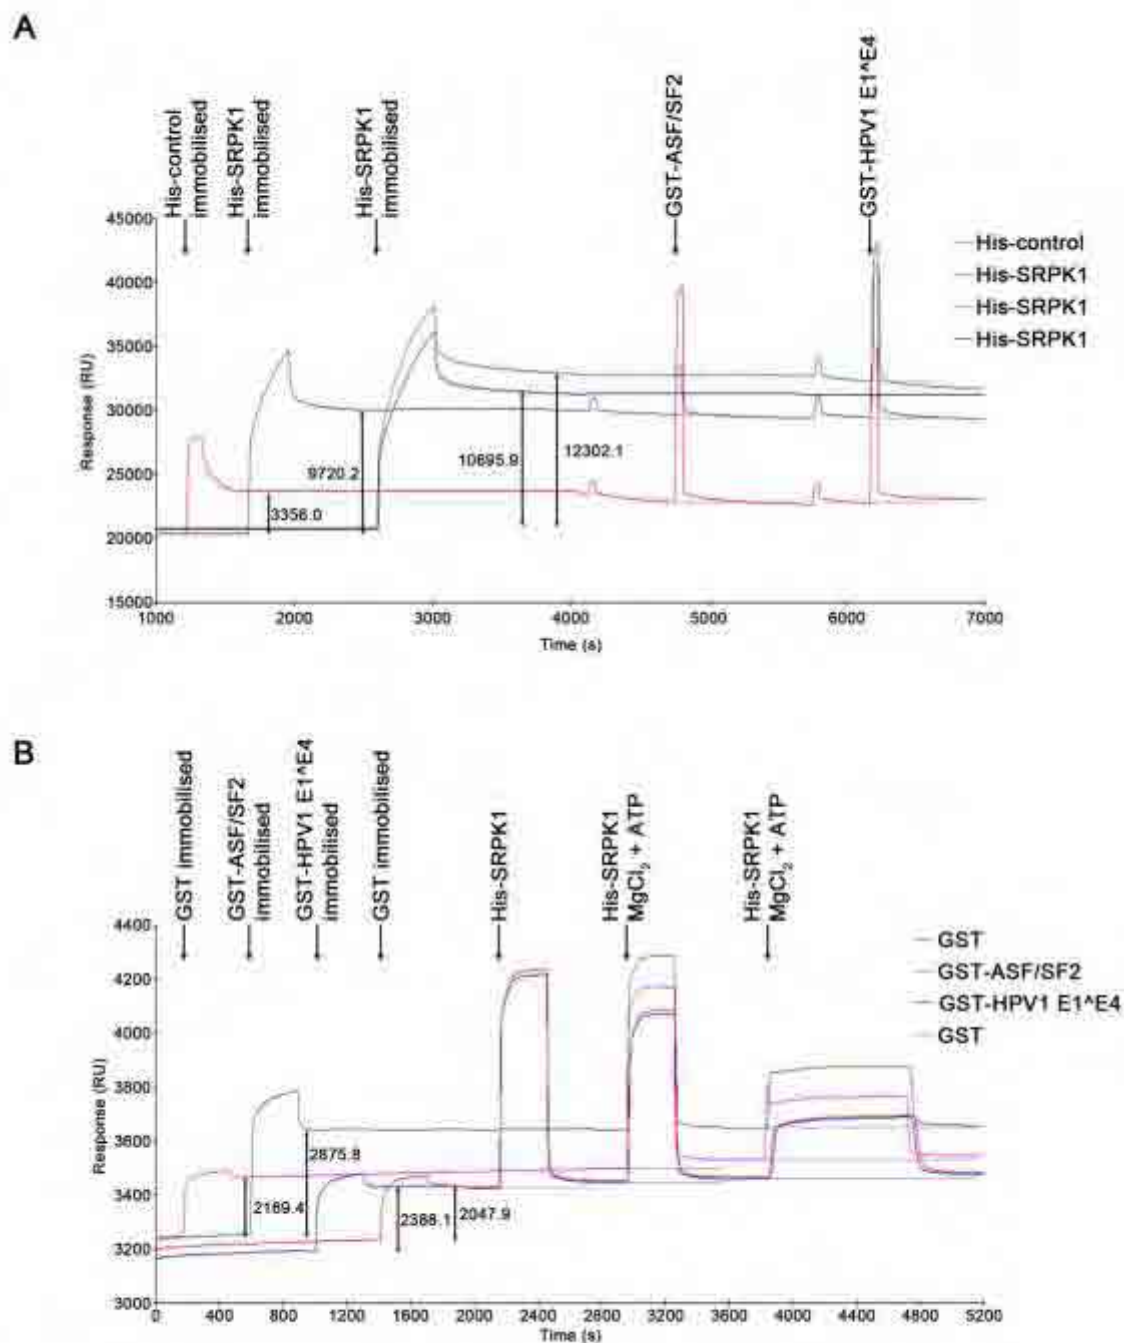 A
His-control
immobilised
His-SRPK1
immobilised
His-SRPK1
immobilised
GST-ASF/SF2
GST-HPV1 E1^E4
45000
40000
35000
30000
25000
20000
15000
Response (RU)
His-control
His-SRPK1
His-SRPK1
His-SRPK1
3356.0
9720.2
10695.9
12302.1
1000
2000
3000
4000
5000
6000
7000
Time (s)
B
GST immobilised
GST-ASF/SF2
immobilised
GST-HPV1 E1^E4
immobilised
GST immobilised
His-SRPK1
His-SRPK1
MgCl₂ + ATP
His-SRPK1
MgCl₂ + ATP
4400
4200
4000
3800
3600
3400
3200
3000
Response (RU)
GST
GST-ASF/SF2
GST-HPV1 E1^E4
GST
2169.4
2875.8
2388.1
2047.9
0
400
800
1200
1600
2000
2400
2800
3200
3600
4000
4400
4800
5200
Time (s)